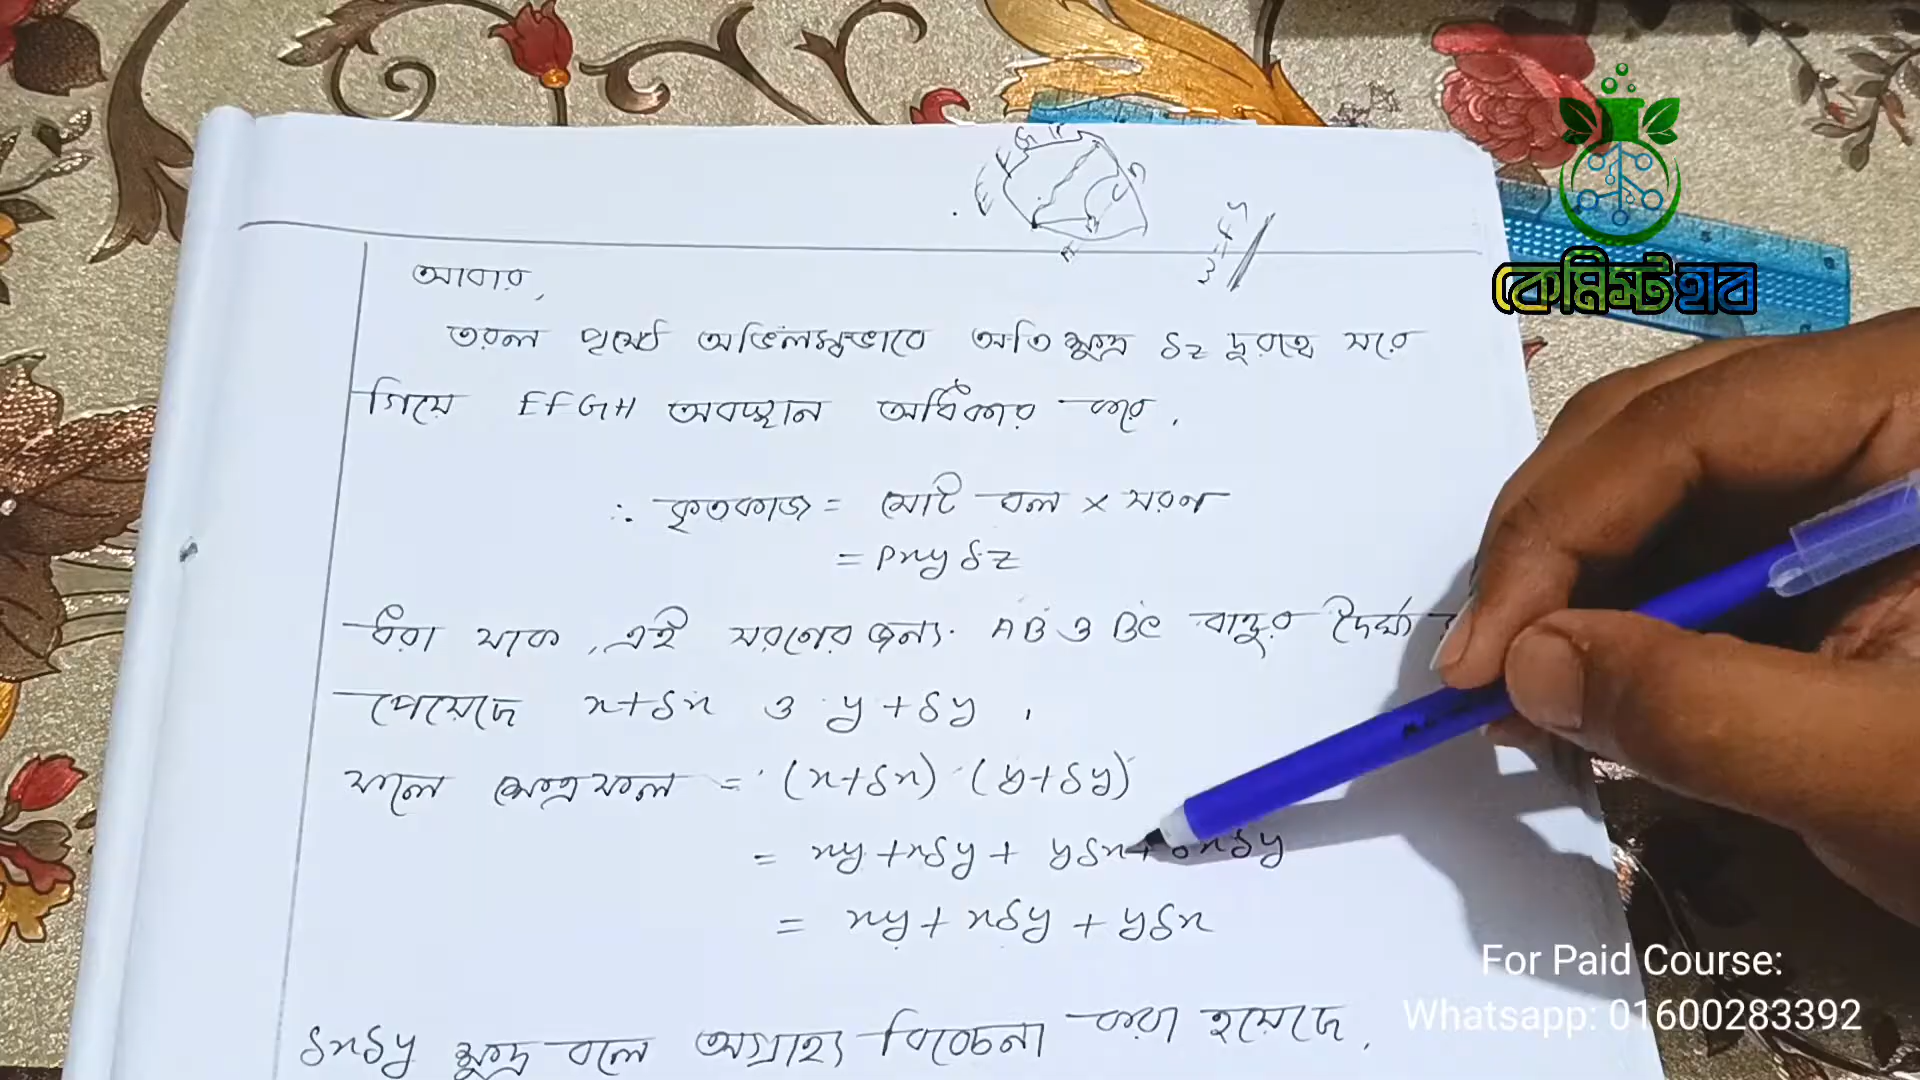 কেমিস্টহাব
আবার,
তরল পৃষ্ঠে অভিলম্বভাবে অতি ক্ষুদ্র δz দূরত্বে সরে
গিয়ে EFGH অবস্থান অধিকার করে,
∴ কৃতকাজ = মোট বল × সরণ
= Pxy δz
ধরা যাক, এই সরণের জন্য AB ও BC বাহুর দৈর্ঘ্য
পেয়েছে x+δx ও y+δy,
ফলে ক্ষেত্রফল = (x+δx) (y+δy)
= xy + xδy + yδx + δxδy
= xy + xδy + yδx
δxδy ক্ষুদ্র বলে অগ্রাহ্য বিবেচনা করা হয়েছে,
For Paid Course:
Whatsapp: 01600283392